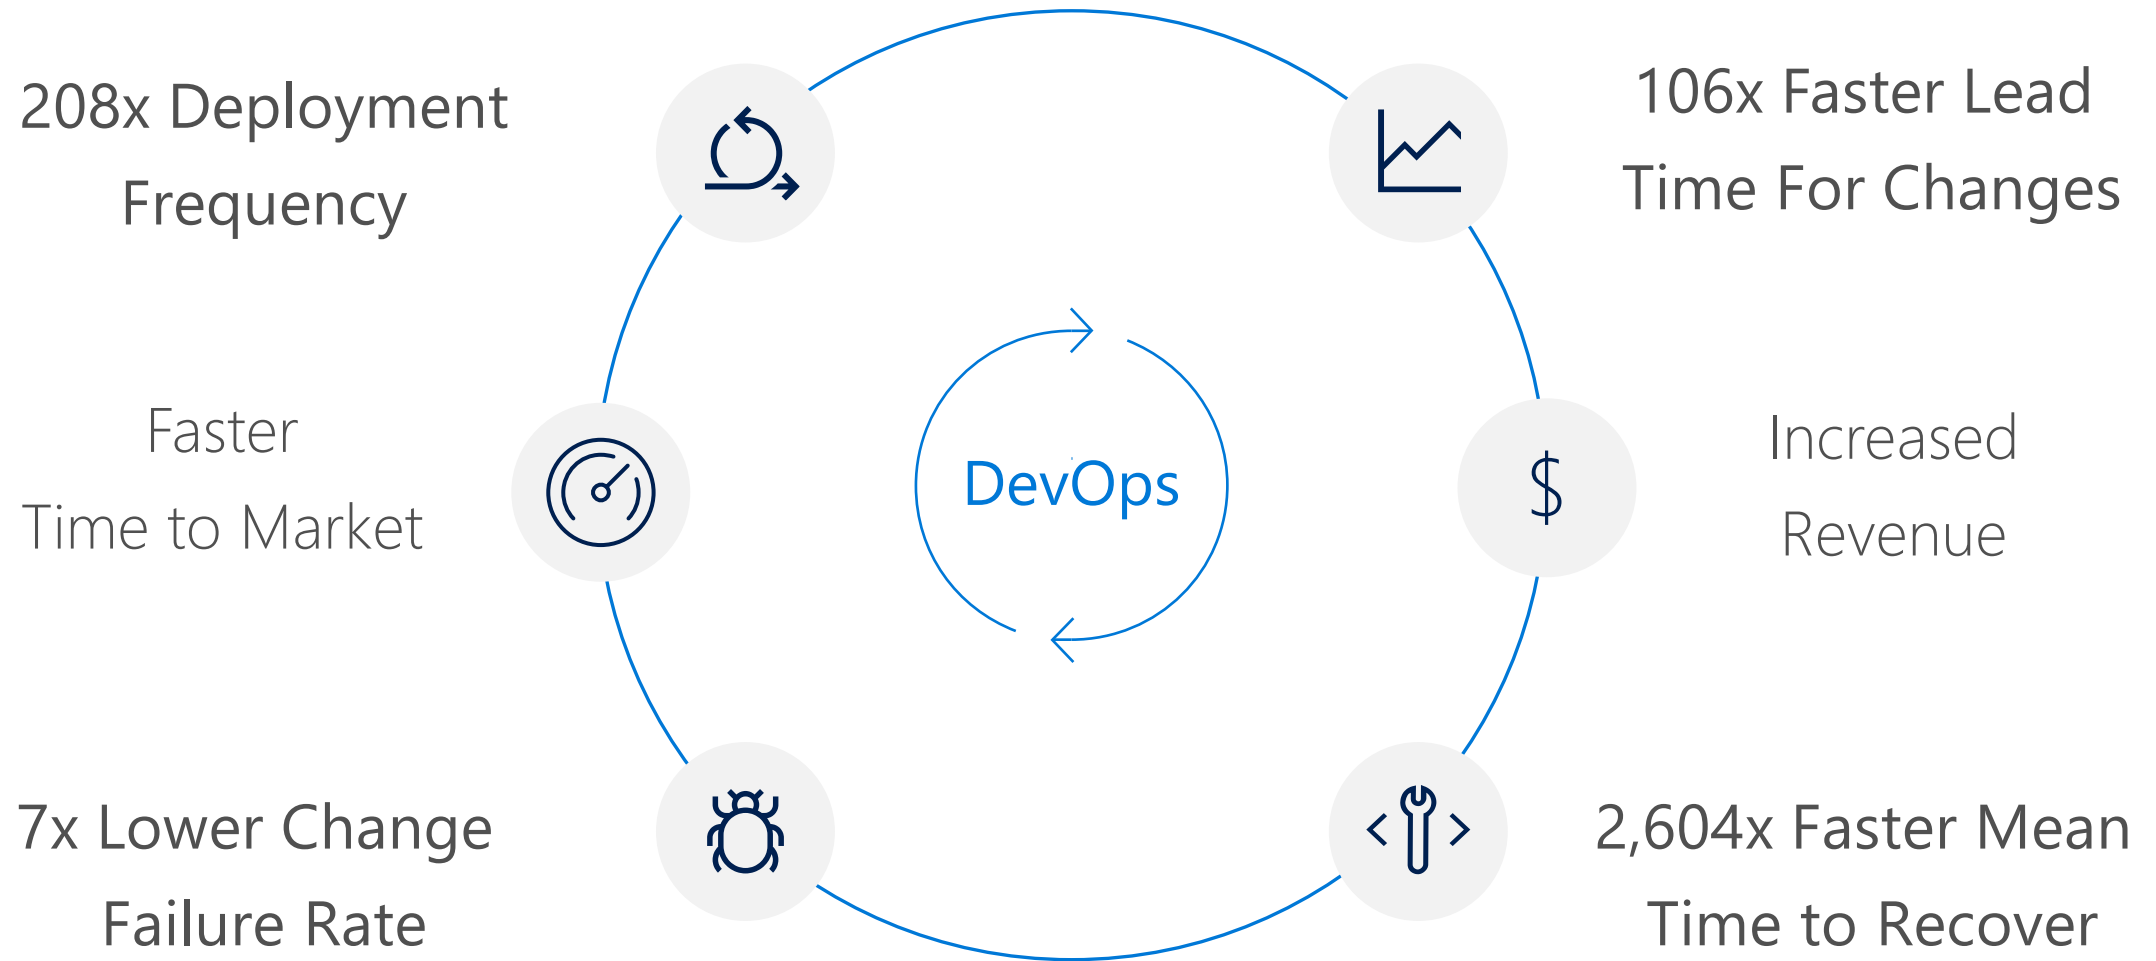 208x Deployment
Frequency
106x Faster Lead
Time For Changes
Faster
Time to Market
DevOps
$
Increased
Revenue
7x Lower Change
Failure Rate
2,604x Faster Mean
Time to Recover